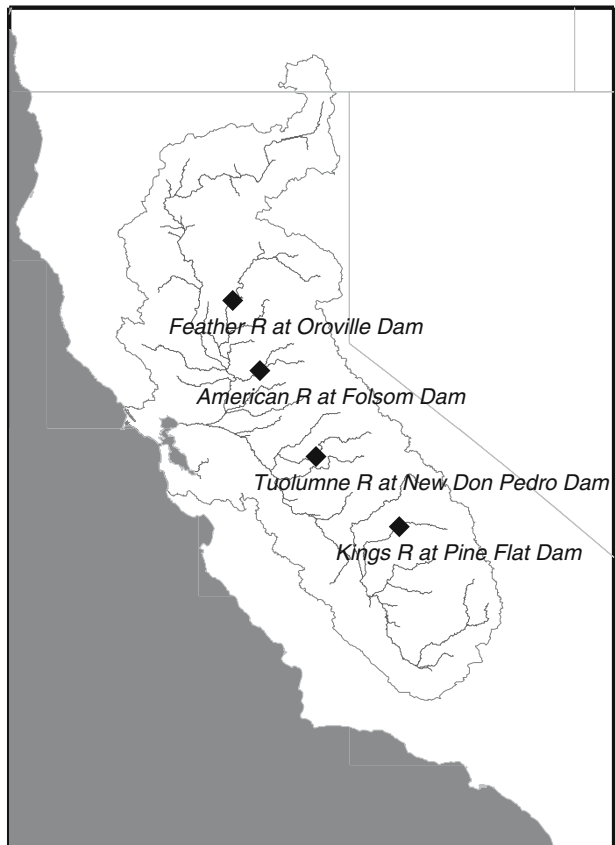 Feather R at Oroville Dam
American R at Folsom Dam
Tuolumne R at New Don Pedro Dam
Kings R at Pine Flat Dam